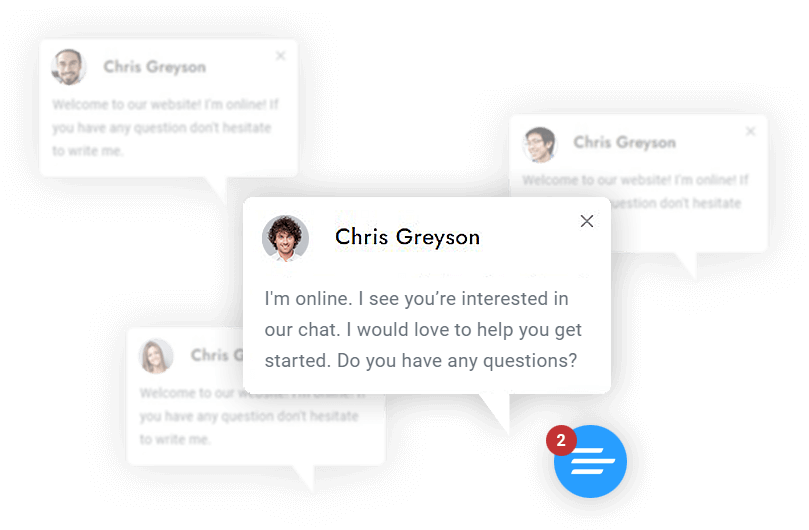 Chris Greyson
Welcome to our website! I'm online! If
you have any question don't hesitate
to write me.
Chris Greyson
Welcome to our website! I'm online! If
question don't hesitate
Chris Greyson
I'm online. I see you’re interested in
our chat. I would love to help you get
started. Do you have any questions?
Chris G
Welcome to our website! I'm online! If
you have any question don't hesitate
to write me.
2